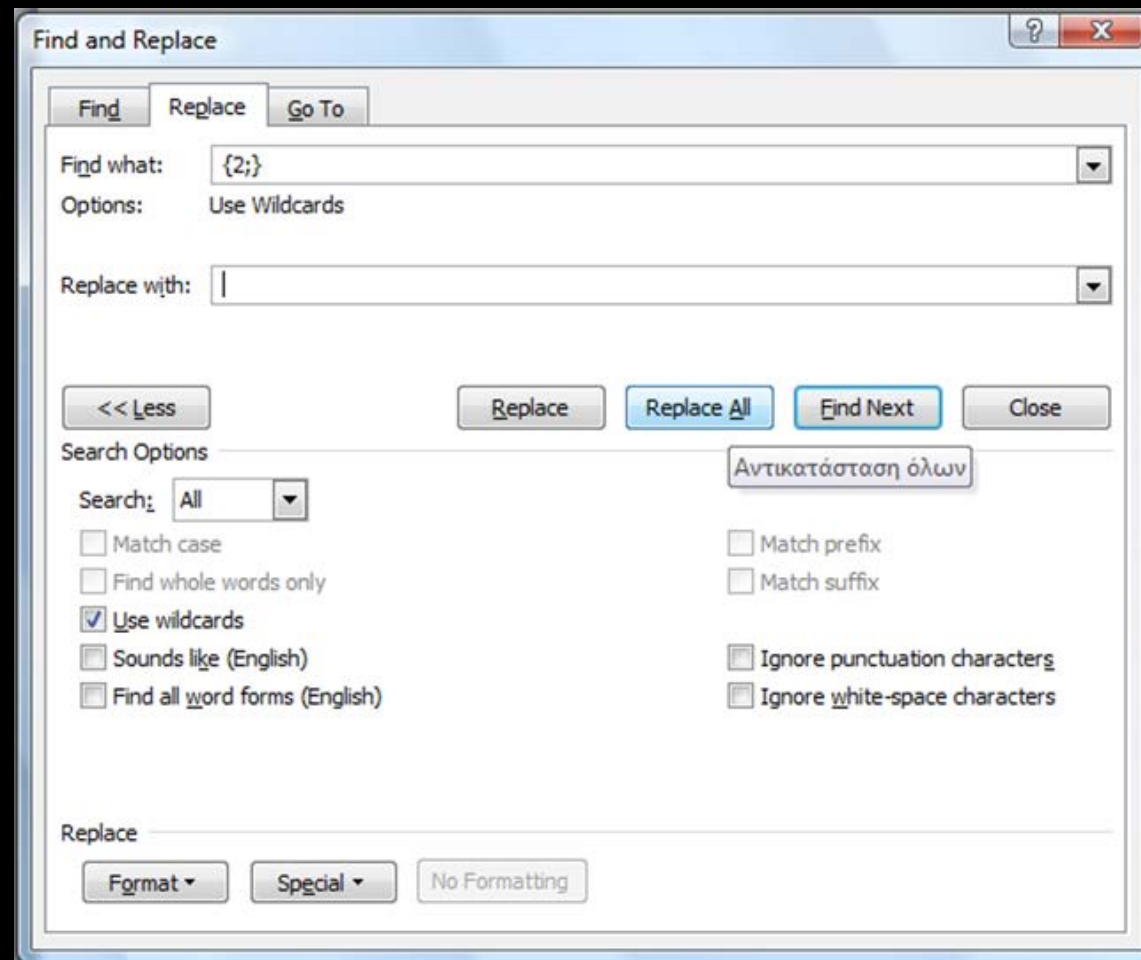 Find and Replace
Find Replace Go To
Find what: {2;}
Options: Use Wildcards
Replace with:
<< Less Replace Replace All Find Next Close
Search Options
Αντικατάσταση όλων
Search: All
Match case Match prefix
Find whole words only Match suffix
Use wildcards
Sounds like (English) Ignore punctuation characters
Find all word forms (English) Ignore white-space characters
Replace
Format Special No Formatting